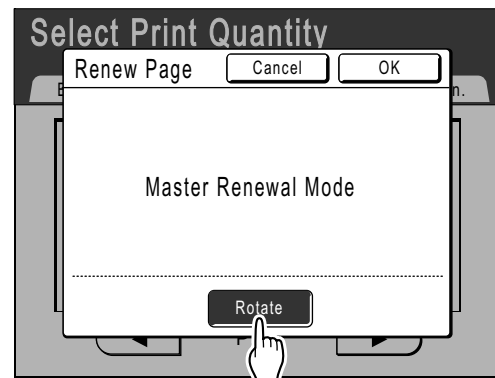 Select Print Quantity
Renew Page Cancel OK
Master Renewal Mode
Rotate